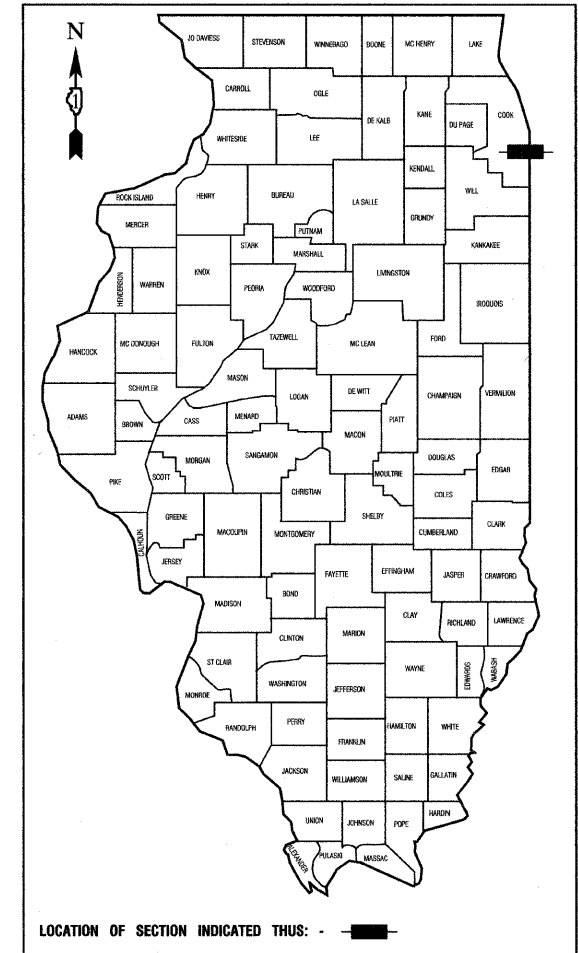 N
1
JO DAVIESS STEVENSON WINNEBAGO BOONE MC HENRY LAKE
CARROLL OGLE DE KALB KANE DU PAGE COOK
WHITESIDE LEE
KENDALL WILL
ROCK ISLAND HENRY BUREAU LA SALLE GRUNDY
MERCER PUTNAM
STARK MARSHALL KANKAKEE
HENDERSON WARREN KNOX PEORIA WOODFORD LIVINGSTON IROQUOIS
HANCOCK MC DONOUGH FULTON TAZEWELL MC LEAN FORD
MASON
SCHUYLER LOGAN DE WITT CHAMPAIGN VERMILION
ADAMS BROWN CASS MENARD PIATT
MACON
MORGAN SANGAMON DOUGLAS EDGAR
PIKE SCOTT CHRISTIAN MOULTRIE COLES
GREENE MACOUPIN SHELBY
CALHOUN MONTGOMERY CUMBERLAND CLARK
JERSEY FAYETTE EFFINGHAM JASPER CRAWFORD
MADISON BOND
CLAY RICHLAND LAWRENCE
CLINTON MARION
ST CLAIR WAYNE EDWARDS WABASH
WASHINGTON JEFFERSON
MONROE
RANDOLPH PERRY HAMILTON WHITE
FRANKLIN
JACKSON WILLIAMSON SALINE GALLATIN
UNION JOHNSON POPE HARDIN
ALEXANDER PULASKI MASSAC
LOCATION OF SECTION INDICATED THUS: -